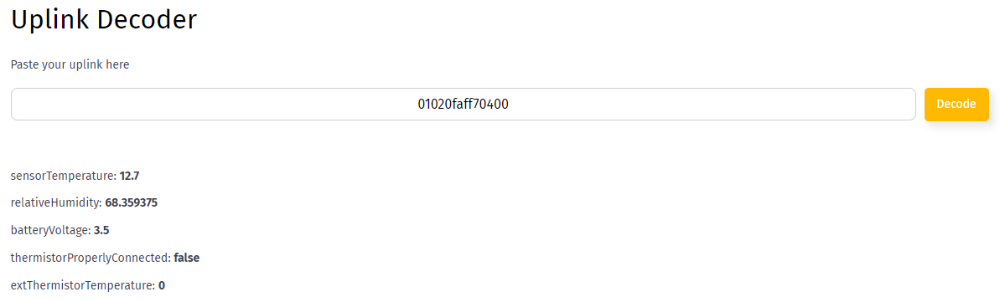 Uplink Decoder
Paste your uplink here
01020faff70400
Decode
sensorTemperature: 12.7
relativeHumidity: 68.359375
batteryVoltage: 3.5
thermistorProperlyConnected: false
extThermistorTemperature: 0